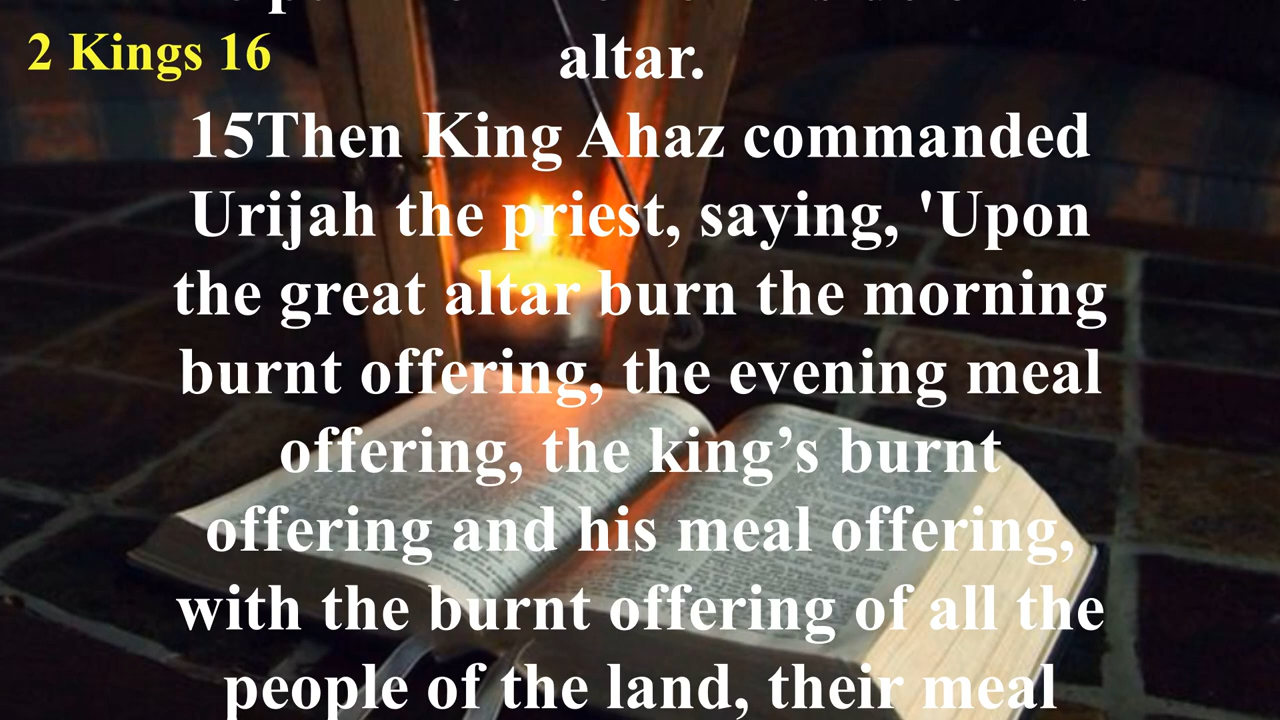 2 Kings 16
altar.
15Then King Ahaz commanded
Urijah the priest, saying, 'Upon
the great altar burn the morning
burnt offering, the evening meal
offering, the king’s burnt
offering and his meal offering,
with the burnt offering of all the
people of the land, their meal